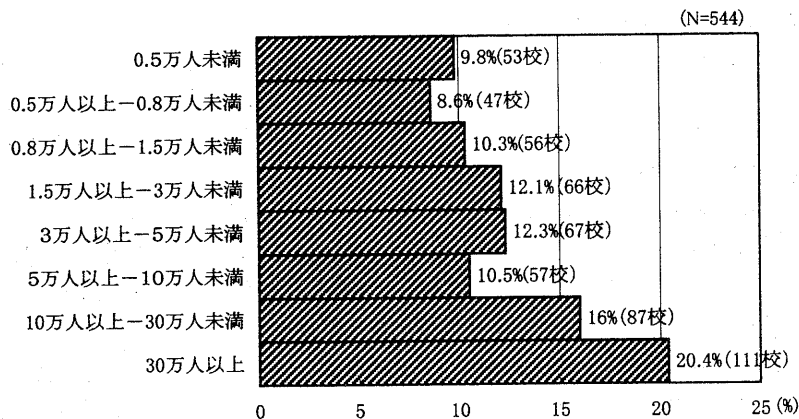 (N=544)
0.5万人未満 9.8%(53校)
0.5万人以上－0.8万人未満 8.6%(47校)
0.8万人以上－1.5万人未満 10.3%(56校)
1.5万人以上－3万人未満 12.1%(66校)
3万人以上－5万人未満 12.3%(67校)
5万人以上－10万人未満 10.5%(57校)
10万人以上－30万人未満 16%(87校)
30万人以上 20.4%(111校)
0 5 10 15 20 25 (%)